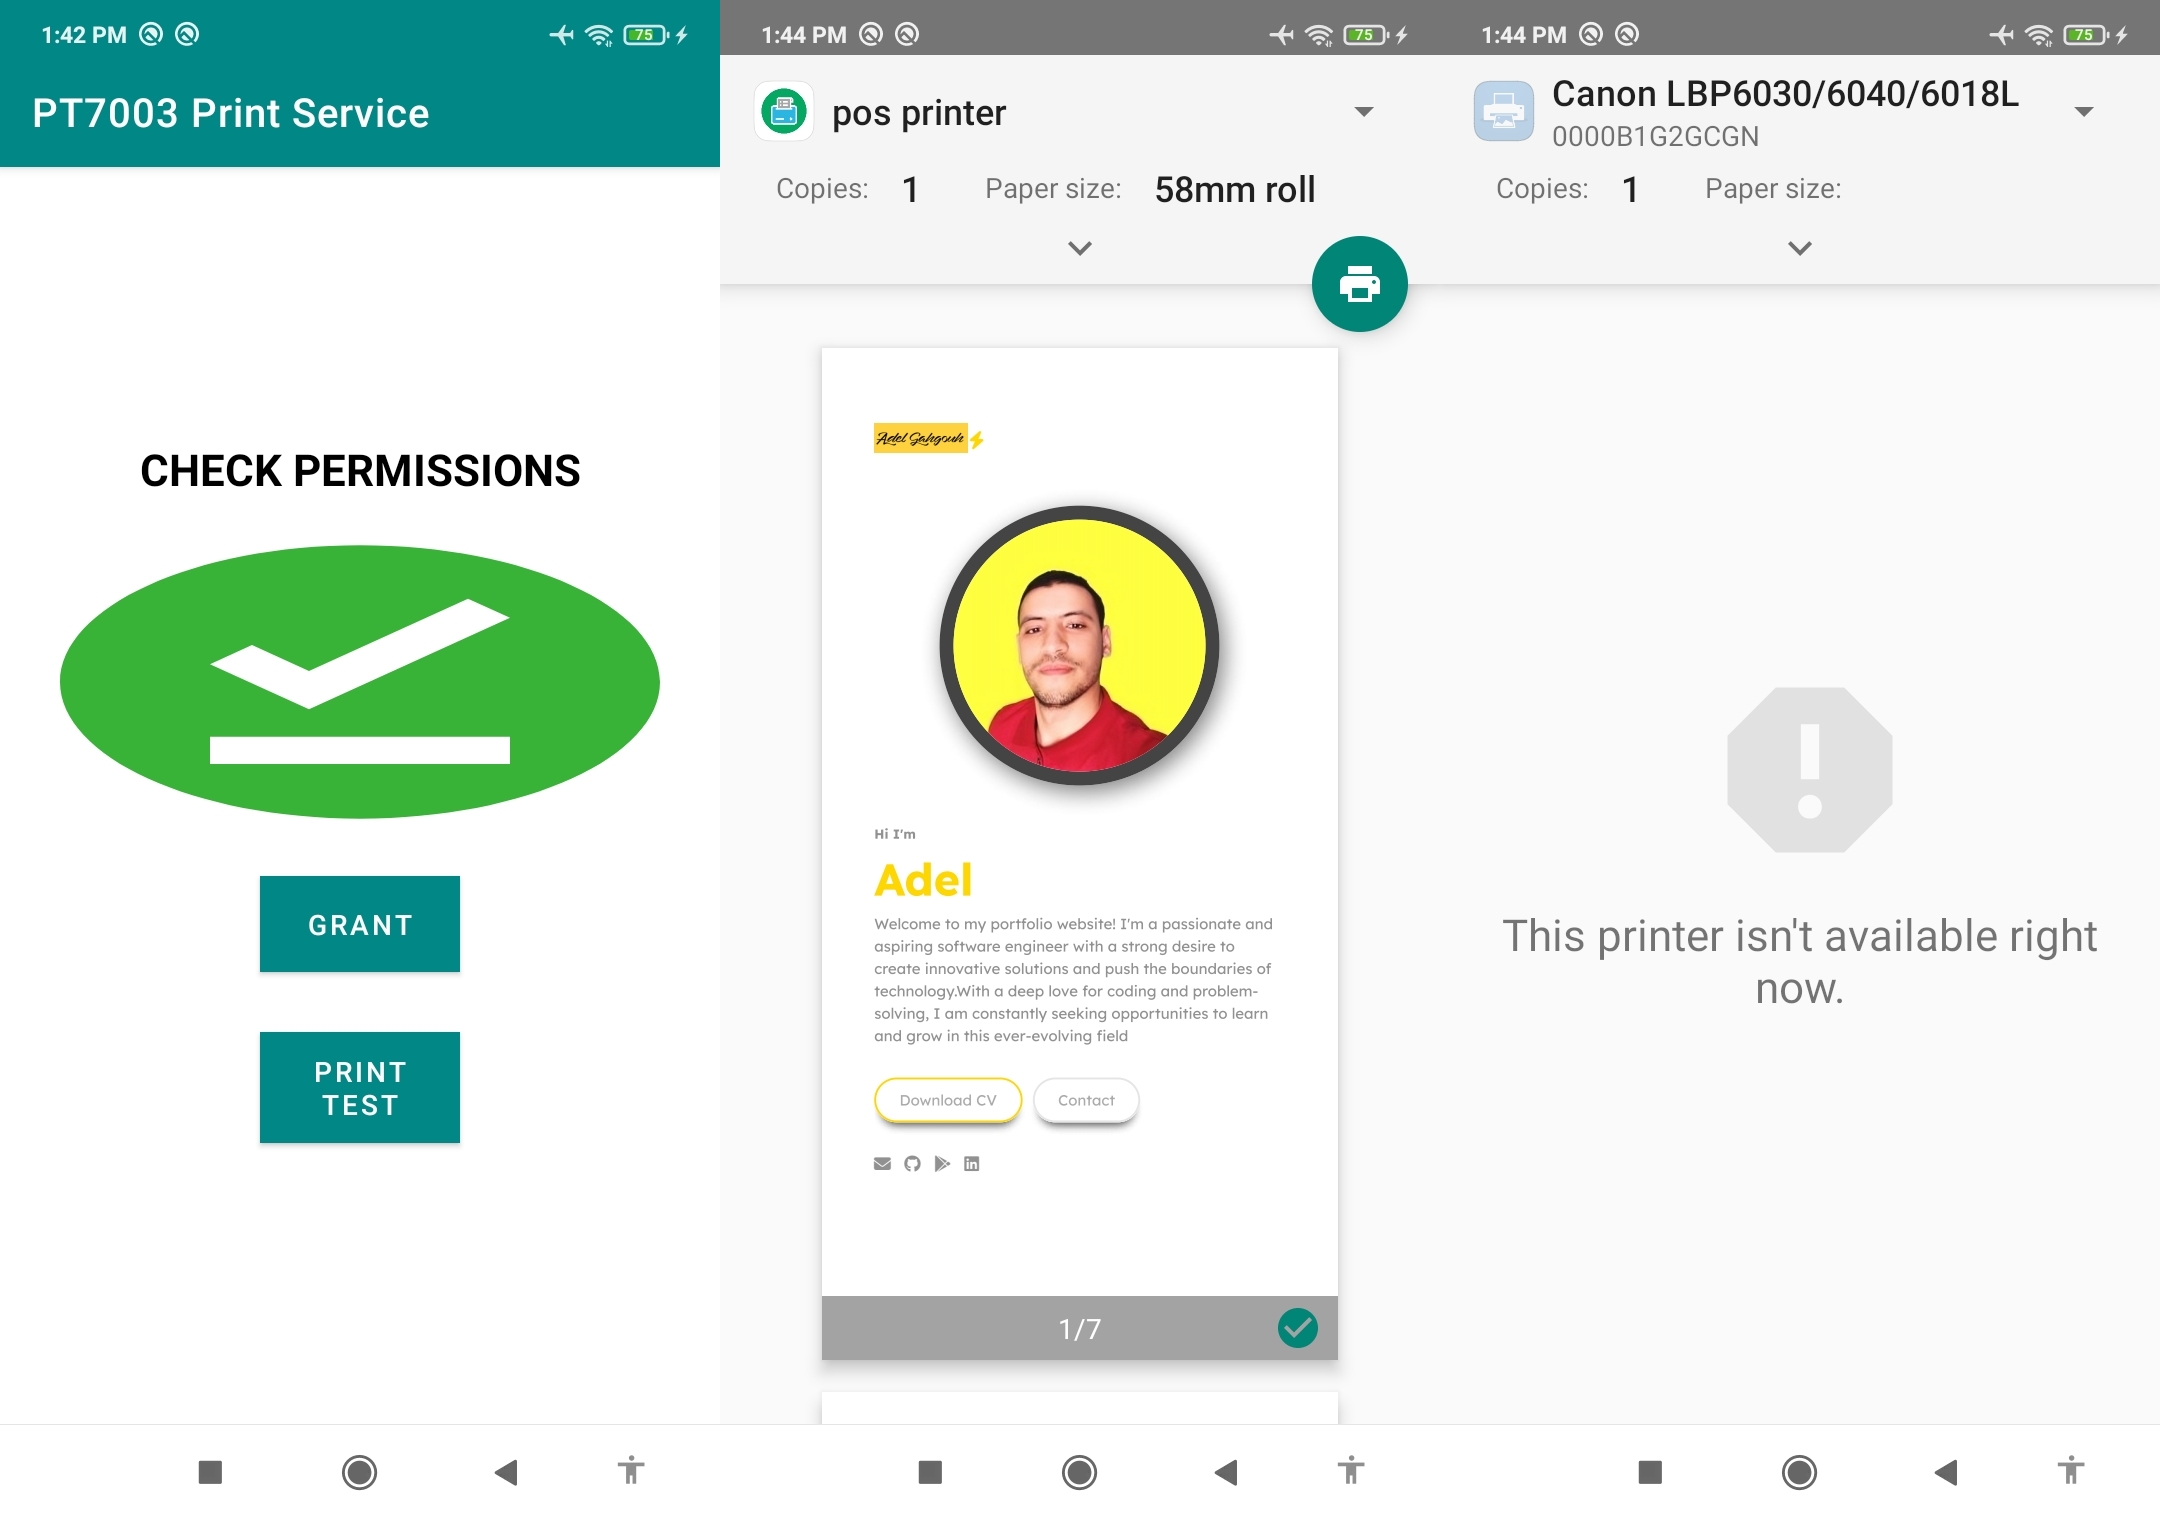 1:42 PM
75
PT7003 Print Service
CHECK PERMISSIONS
GRANT
PRINT
TEST
1:44 PM
75
pos printer
Copies: 1 Paper size: 58mm roll
Adel Gahgouh
Hi I'm
Adel
Welcome to my portfolio website! I'm a passionate and
aspiring software engineer with a strong desire to
create innovative solutions and push the boundaries of
technology.With a deep love for coding and problem-
solving, I am constantly seeking opportunities to learn
and grow in this ever-evolving field
Download CV
Contact
1/7
1:44 PM
75
Canon LBP6030/6040/6018L
0000B1G2GCGN
Copies: 1 Paper size:
This printer isn't available right
now.